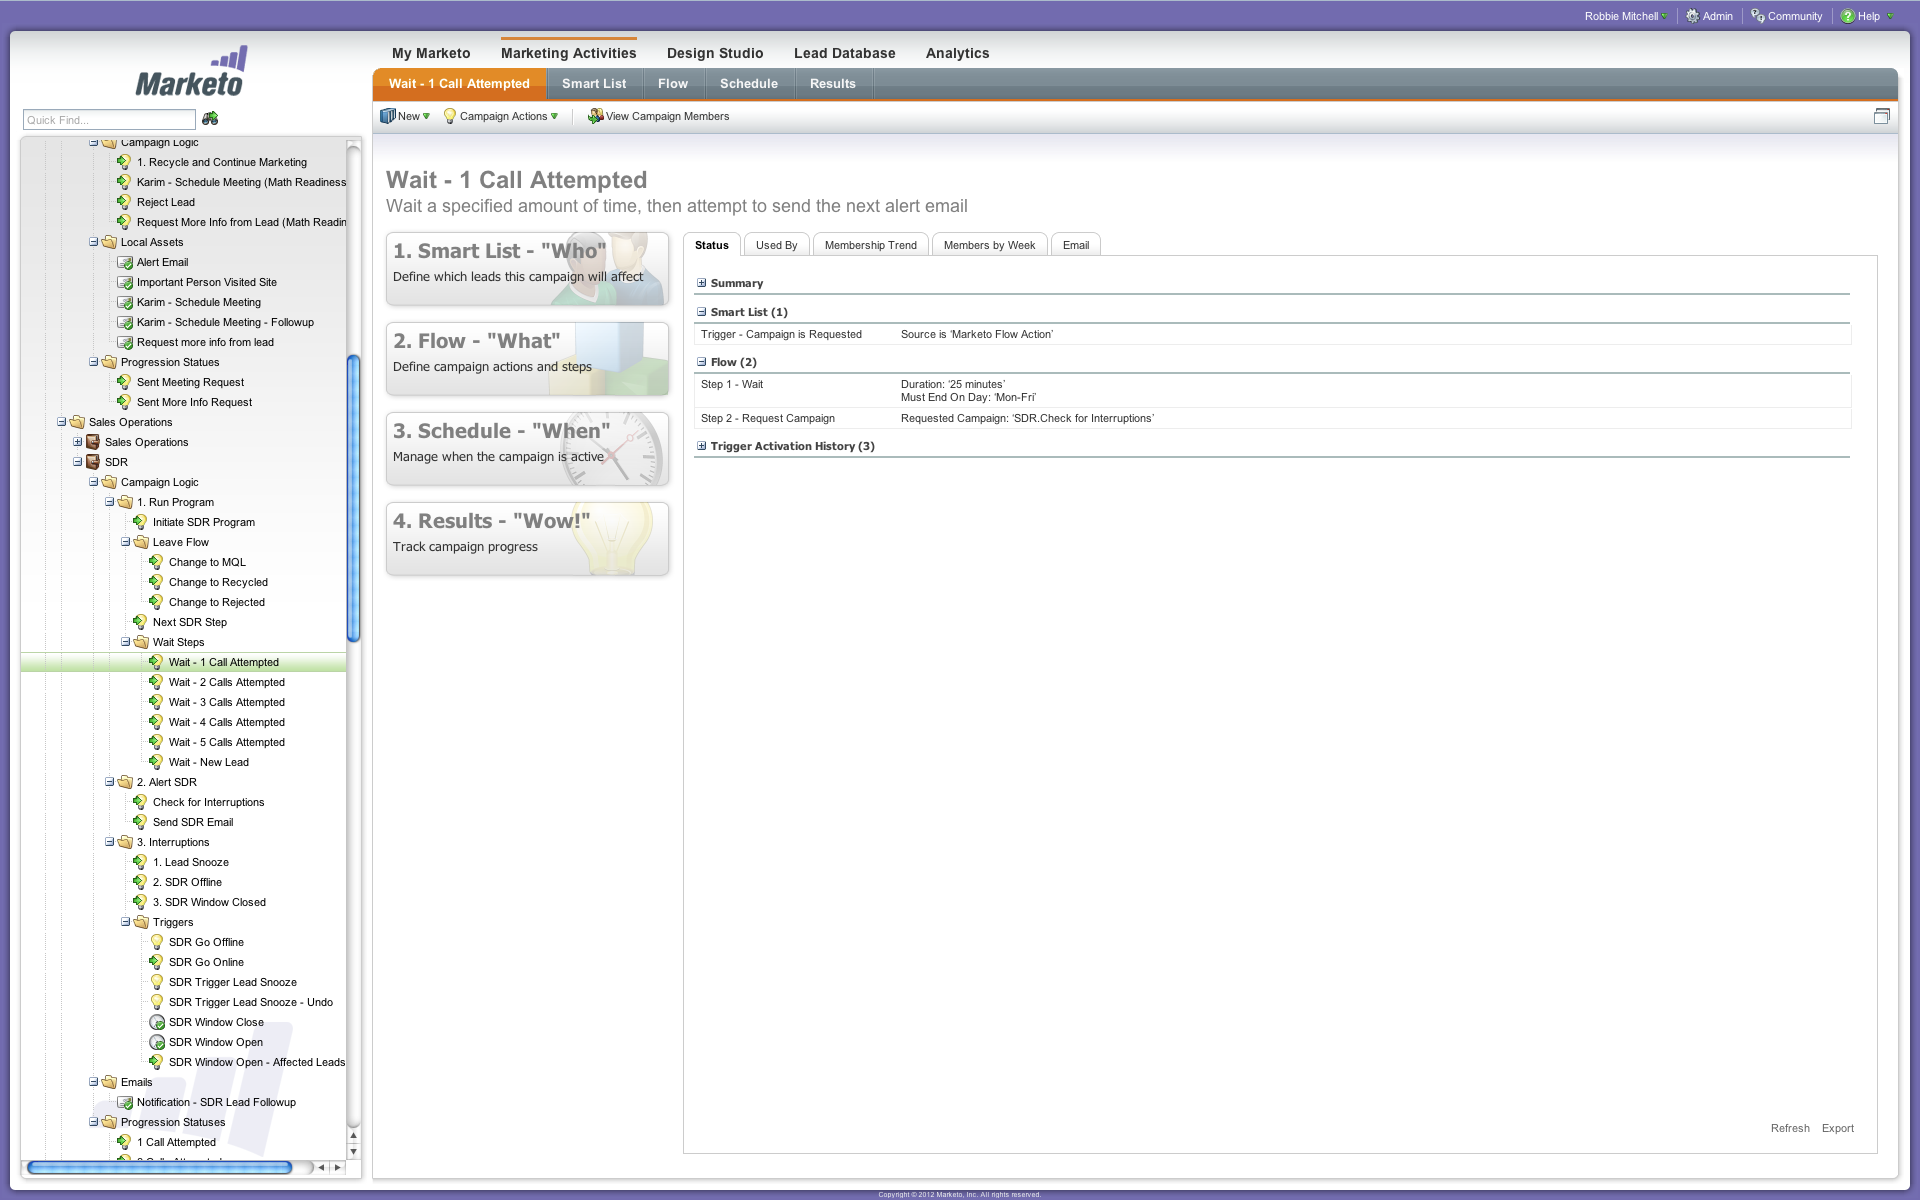 Robbie Mitchell
Admin
Community
Help
Marketo
My Marketo
Marketing Activities
Design Studio
Lead Database
Analytics
Wait - 1 Call Attempted
Smart List
Flow
Schedule
Results
Quick Find...
New
Campaign Actions
View Campaign Members
Campaign Logic
1. Recycle and Continue Marketing
Karim - Schedule Meeting (Math Readiness
Reject Lead
Request More Info from Lead (Math Readin
Local Assets
Alert Email
Important Person Visited Site
Karim - Schedule Meeting
Karim - Schedule Meeting - Followup
Request more info from lead
Progression Statues
Sent Meeting Request
Sent More Info Request
Sales Operations
Sales Operations
SDR
Campaign Logic
1. Run Program
Initiate SDR Program
Leave Flow
Change to MQL
Change to Recycled
Change to Rejected
Next SDR Step
Wait Steps
Wait - 1 Call Attempted
Wait - 2 Calls Attempted
Wait - 3 Calls Attempted
Wait - 4 Calls Attempted
Wait - 5 Calls Attempted
Wait - New Lead
2. Alert SDR
Check for Interruptions
Send SDR Email
3. Interruptions
1. Lead Snooze
2. SDR Offline
3. SDR Window Closed
Triggers
SDR Go Offline
SDR Go Online
SDR Trigger Lead Snooze
SDR Trigger Lead Snooze - Undo
SDR Window Close
SDR Window Open
SDR Window Open - Affected Leads
Emails
Notification - SDR Lead Followup
Progression Statuses
1 Call Attempted
Wait - 1 Call Attempted
Wait a specified amount of time, then attempt to send the next alert email
1. Smart List - "Who"
Define which leads this campaign will affect
2. Flow - "What"
Define campaign actions and steps
3. Schedule - "When"
Manage when the campaign is active
4. Results - "Wow!"
Track campaign progress
Status
Used By
Membership Trend
Members by Week
Email
Summary
Smart List (1)
Trigger - Campaign is Requested
Source is ‘Marketo Flow Action’
Flow (2)
Step 1 - Wait
Duration: ‘25 minutes’
Must End On Day: ‘Mon-Fri’
Step 2 - Request Campaign
Requested Campaign: ‘SDR.Check for Interruptions’
Trigger Activation History (3)
Refresh
Export
Copyright © 2012 Marketo, Inc. All rights reserved.